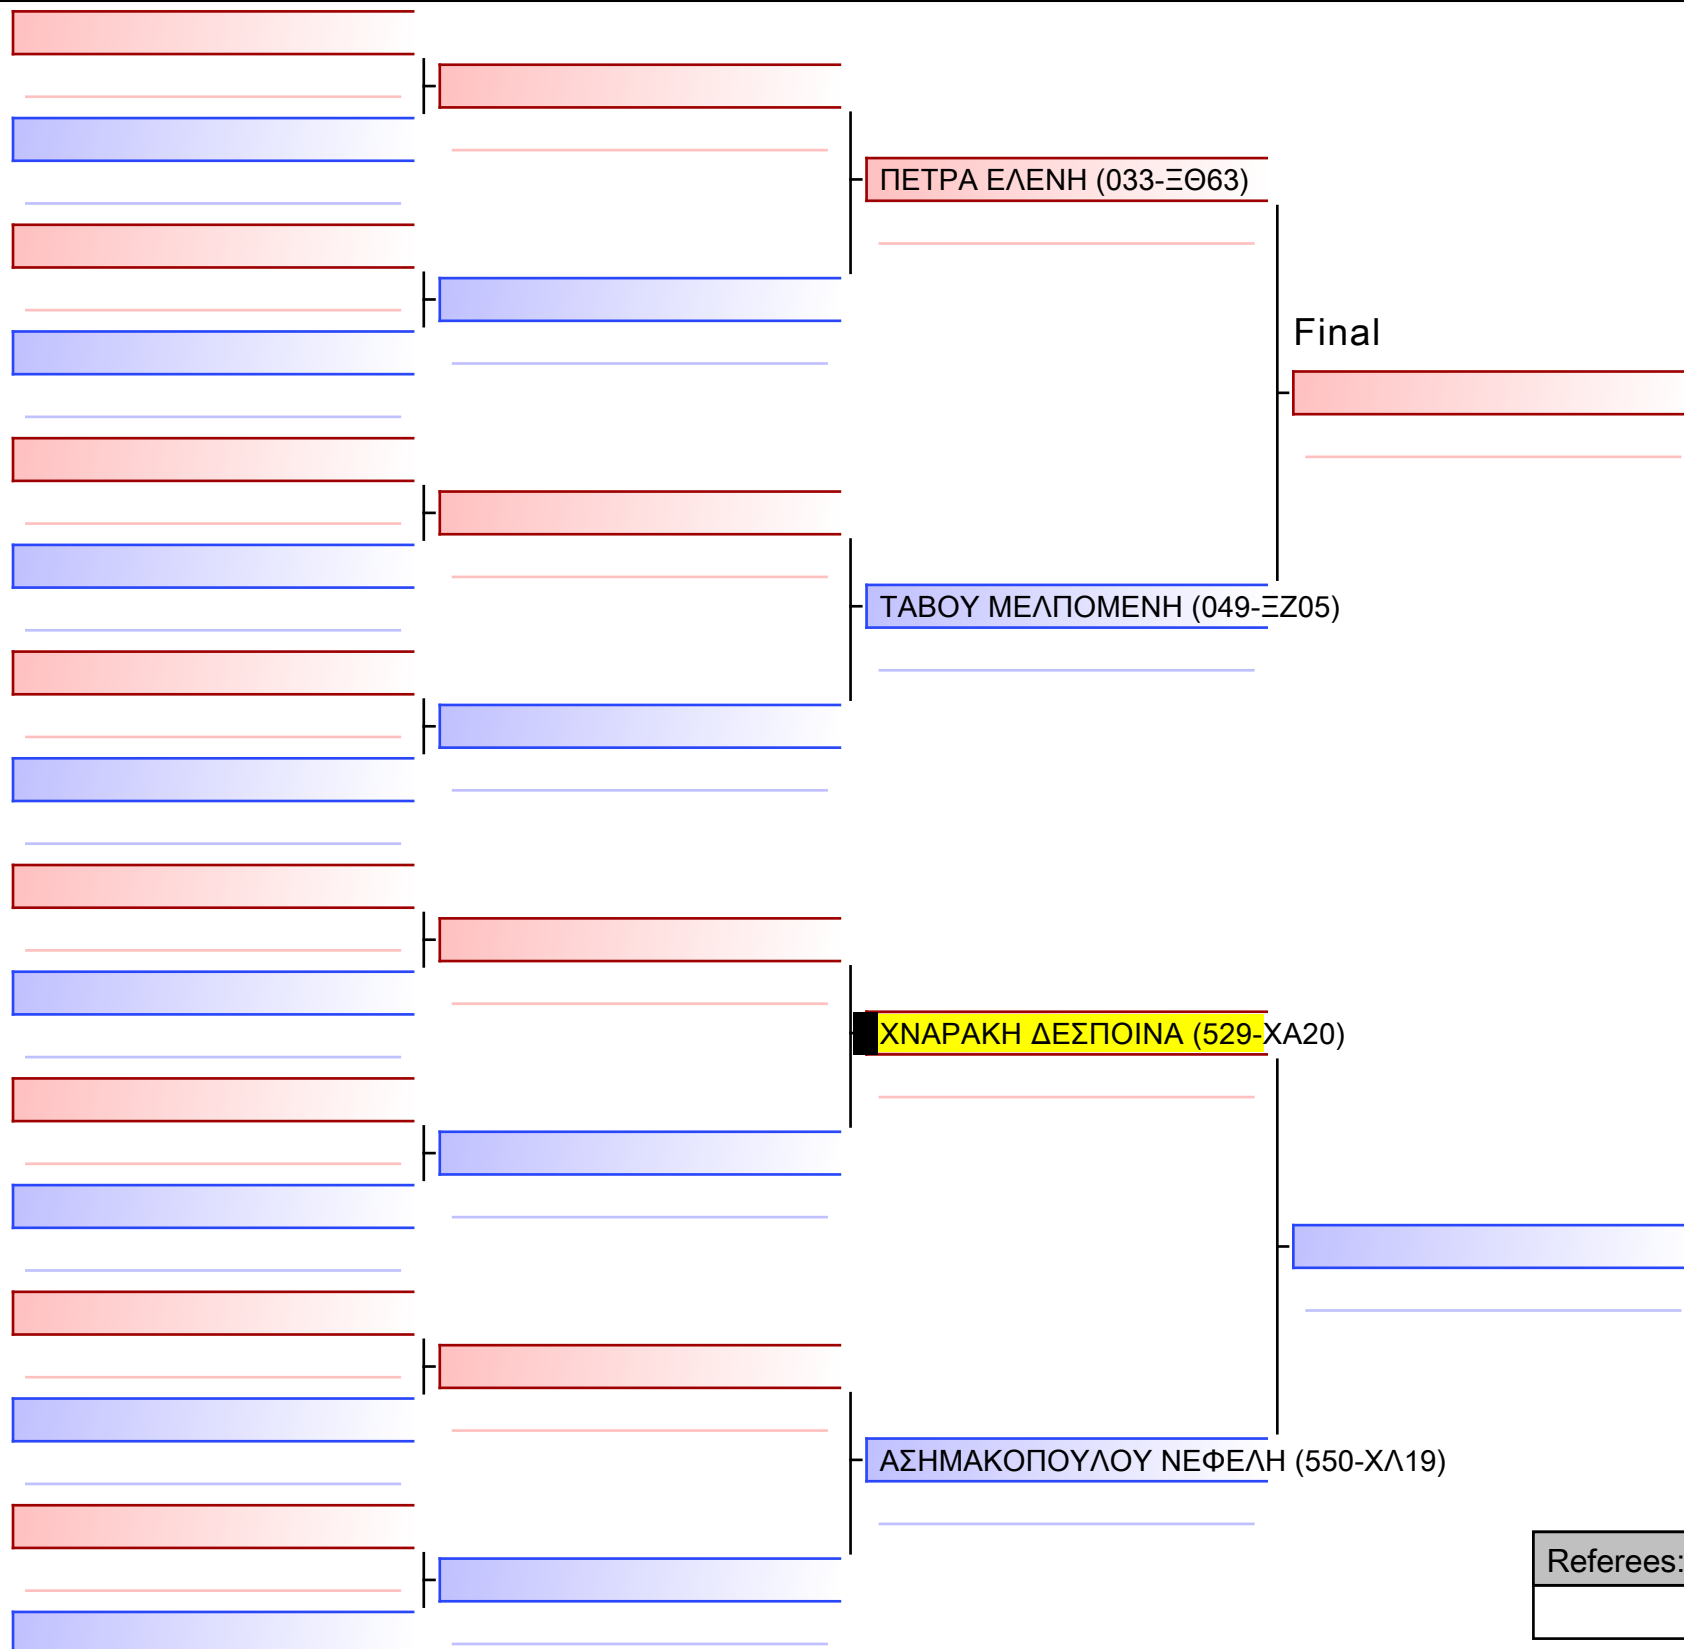 ΠΕΤΡΑ ΕΛΕΝΗ (033-ΞΘ63)
Final
ΤΑΒΟΥ ΜΕΛΠΟΜΕΝΗ (049-ΞΖ05)
ΧΝΑΡΑΚΗ ΔΕΣΠΟΙΝΑ (529-ΧΑ20)
ΑΣΗΜΑΚΟΠΟΥΛΟΥ ΝΕΦΕΛΗ (550-ΧΛ19)
Referees: